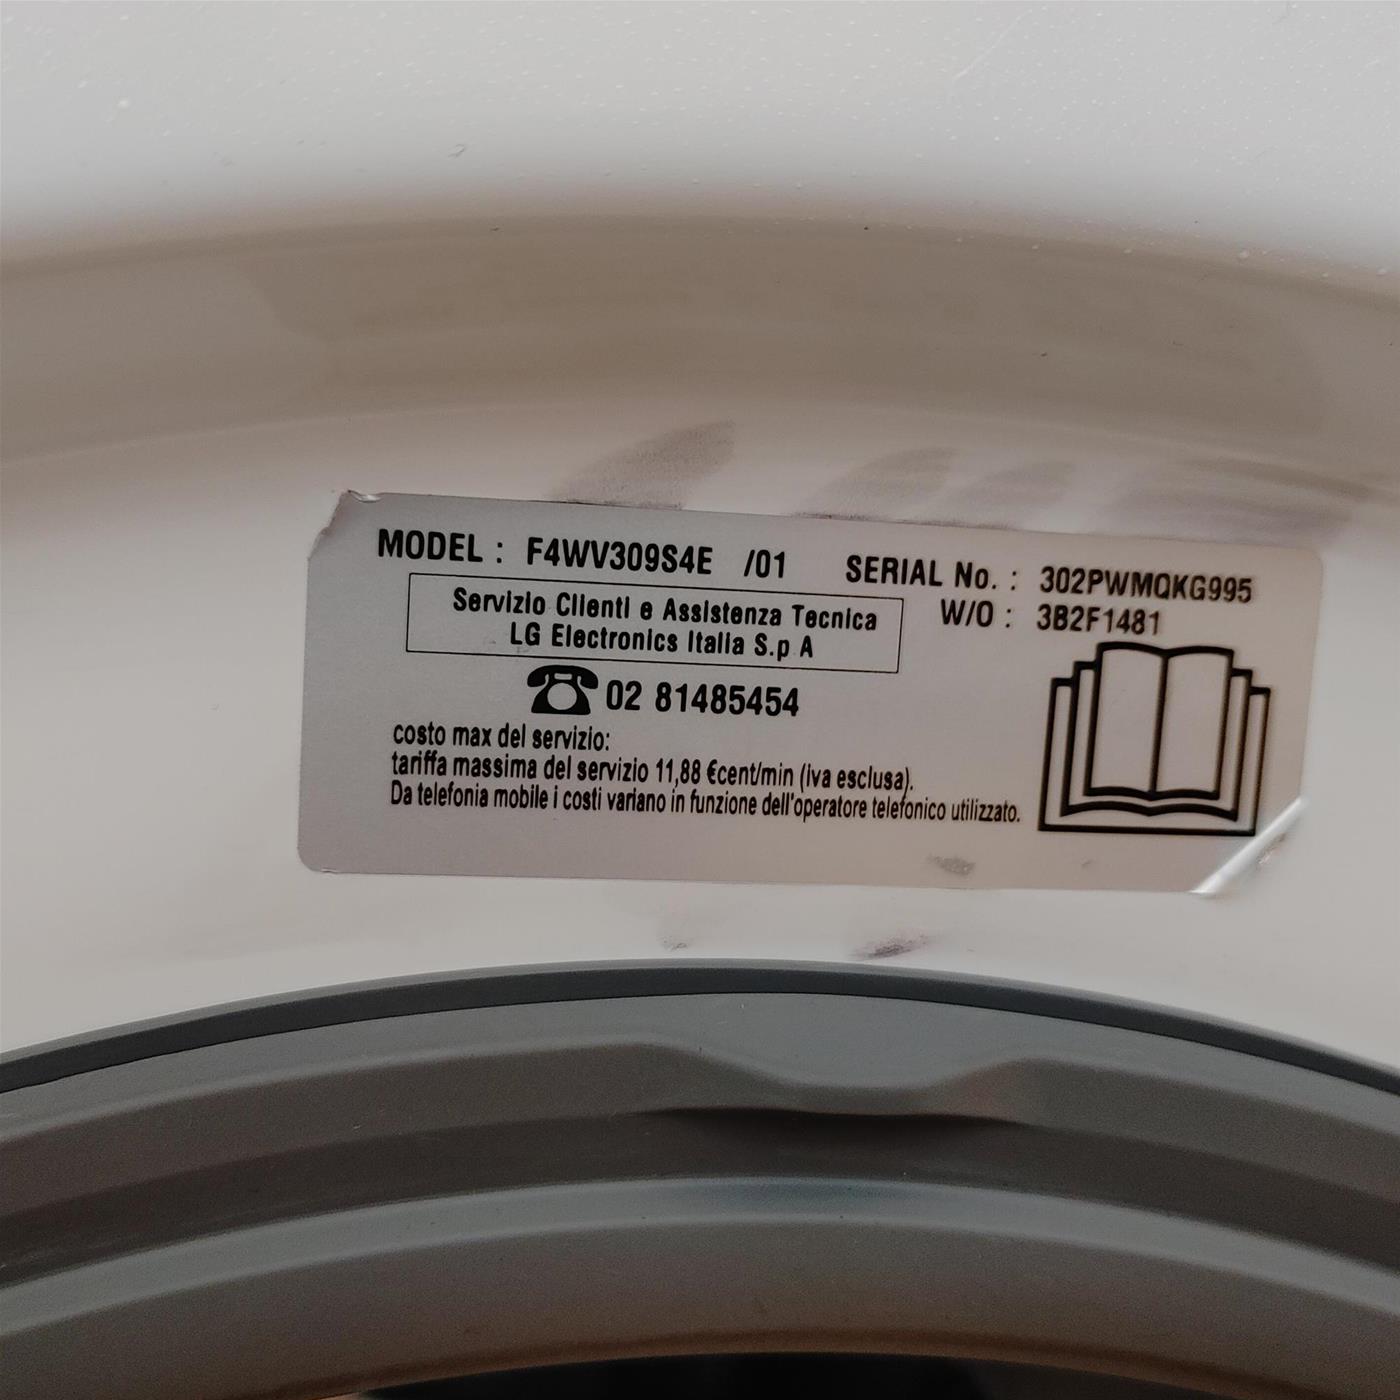 MODEL : F4WV309S4E /01 SERIAL No. : 302PWMQKG995
W/O : 3B2F1481
Servizio Clienti e Assistenza Tecnica
LG Electronics Italia S.p A
02 81485454
costo max del servizio:
tariffa massima del servizio 11,88 €cent/min (iva esclusa).
Da telefonia mobile i costi variano in funzione dell'operatore telefonico utilizzato.